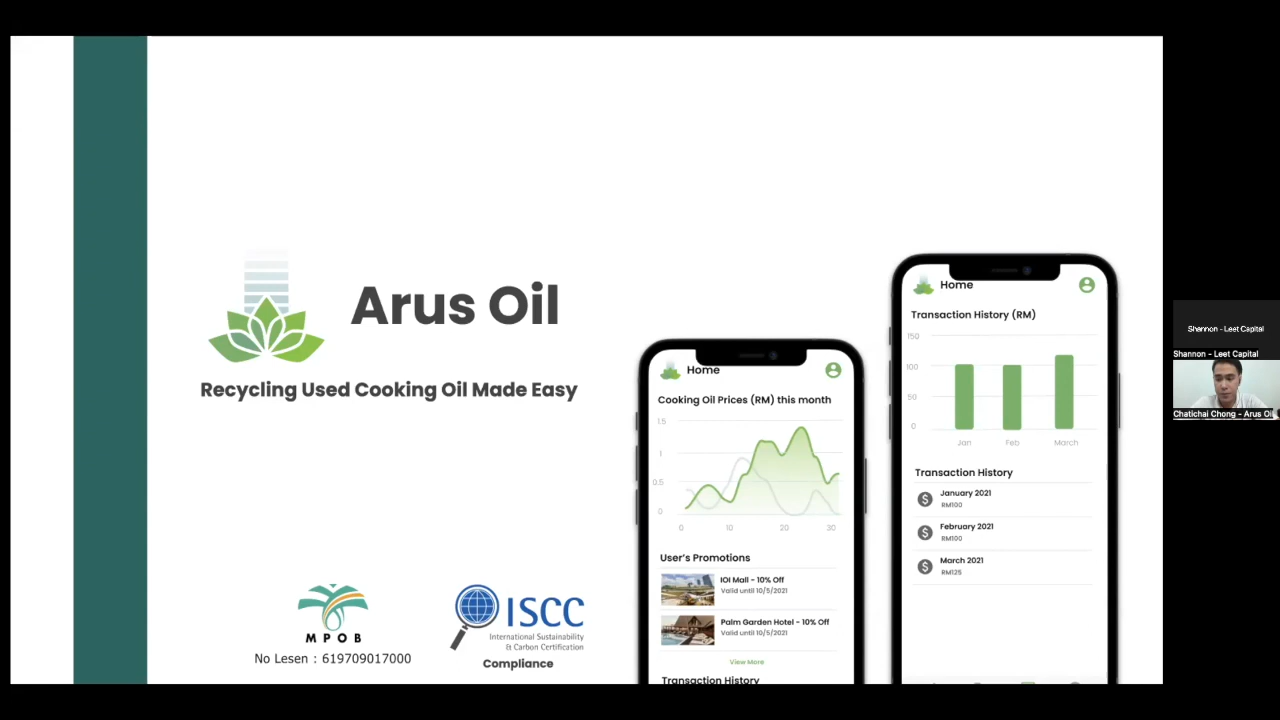 Arus Oil
Recycling Used Cooking Oil Made Easy
MPOB
No Lesen : 619709017000
ISCC
International Sustainability
& Carbon Certification
Compliance
Home
Cooking Oil Prices (RM) this month
1.5
1
0.5
0
0 10 20 30
User's Promotions
IOI Mall - 10% Off
Valid until 10/5/2021
Palm Garden Hotel - 10% Off
Valid until 10/5/2021
View More
Transaction History
Home
Transaction History (RM)
150
100
50
0
Jan Feb March
Transaction History
January 2021
RM100
February 2021
RM100
March 2021
RM125
Shannon - Leet Capital
Shannon - Leet Capital
Chatichai Chong - Arus Oil